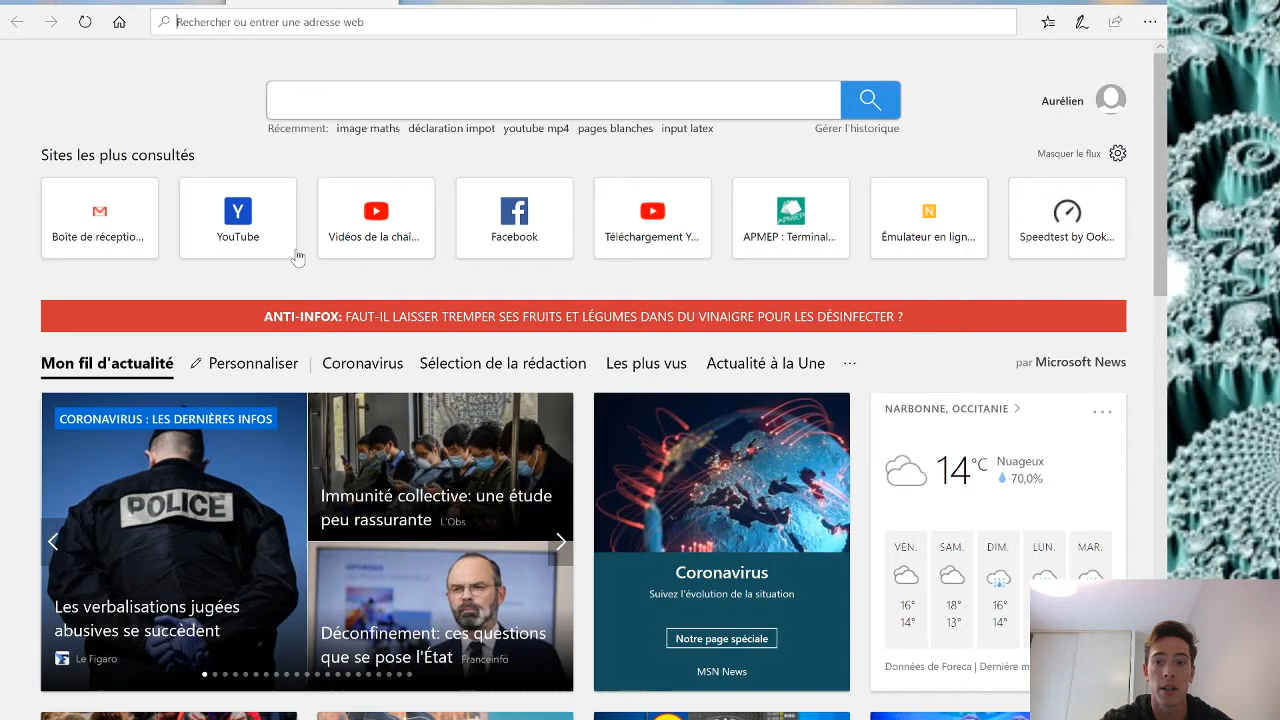 Rechercher ou entrer une adresse web
Aurélien
Récemment: image maths déclaration impot youtube mp4 pages blanches input latex
Gérer l'historique
Sites les plus consultés
Masquer le flux
Boîte de réceptio...
Y
YouTube
Vidéos de la chaî...
Facebook
Téléchargement Y...
APMEP
APMEP : Terminal...
N
Émulateur en lign...
Speedtest by Ook...
ANTI-INFOX: FAUT-IL LAISSER TREMPER SES FRUITS ET LÉGUMES DANS DU VINAIGRE POUR LES DÉSINFECTER ?
Mon fil d'actualité
Personnaliser
Coronavirus
Sélection de la rédaction
Les plus vus
Actualité à la Une
...
par Microsoft News
CORONAVIRUS : LES DERNIÈRES INFOS
POLICE
Les verbalisations jugées
abusives se succèdent
Le Figaro
Immunité collective: une étude
peu rassurante L'Obs
Déconfinement: ces questions
que se pose l'État Franceinfo
Coronavirus
Suivez l'évolution de la situation
Notre page spéciale
MSN News
NARBONNE, OCCITANIE
14°C
Nuageux
70,0%
VEN. SAM. DIM. LUN. MAR.
16° 18° 16°
14° 13° 14°
Données de Foreca | Dernière m